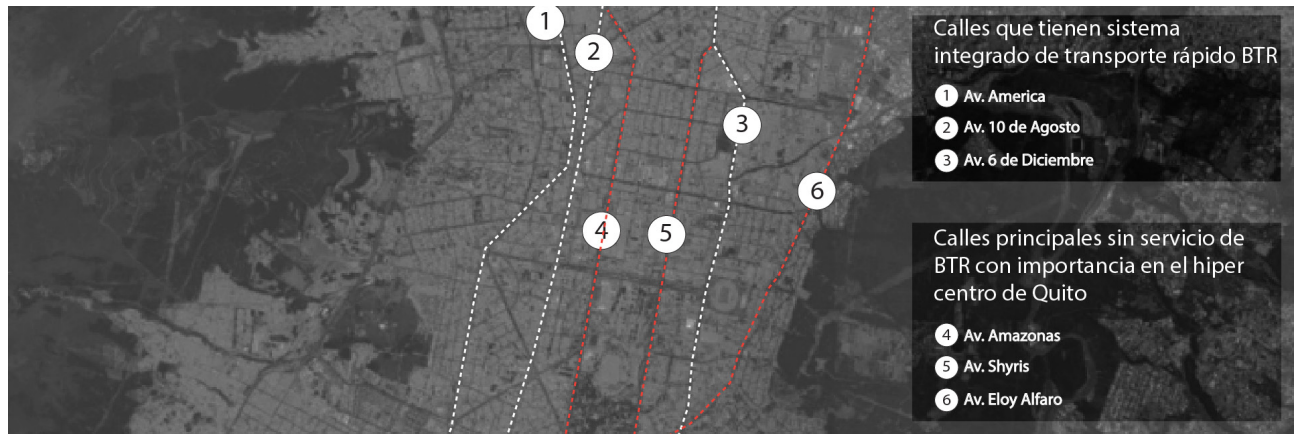 1
2
3
4
5
6
Calles que tienen sistema
integrado de transporte rápido BTR
1 Av. America
2 Av. 10 de Agosto
3 Av. 6 de Diciembre
Calles principales sin servicio de
BTR con importancia en el hiper
centro de Quito
4 Av. Amazonas
5 Av. Shyris
6 Av. Eloy Alfaro